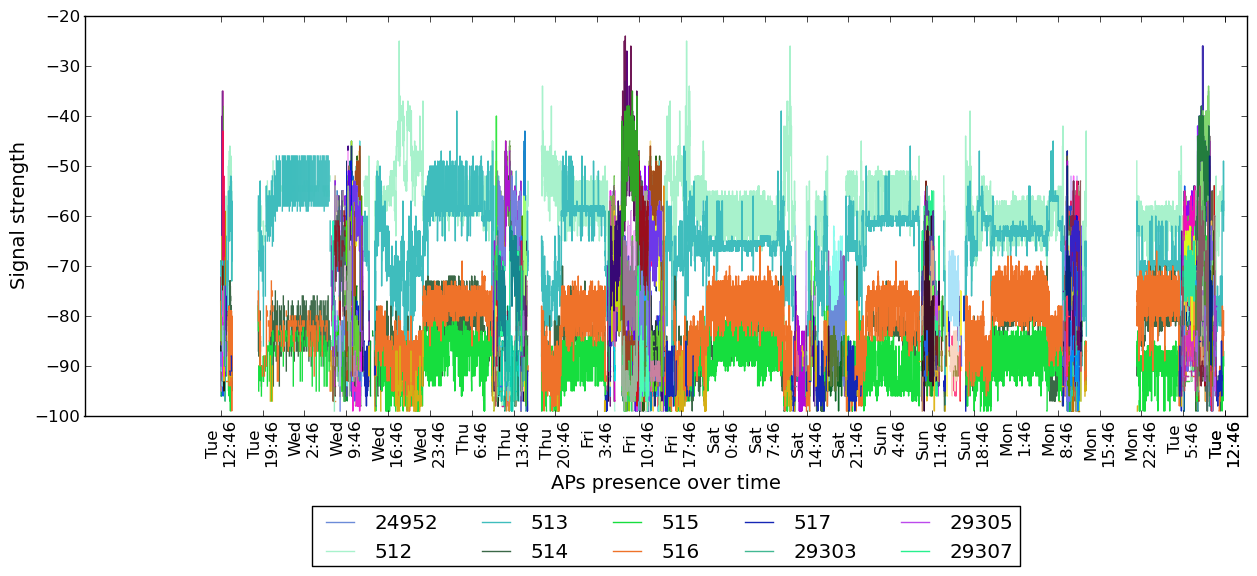 −20
−30
−40
−50
−60
−70
−80
−90
−100
Signal strength
Tue 12:46
Tue 19:46
Wed 2:46
Wed 9:46
Wed 16:46
Wed 23:46
Thu 6:46
Thu 13:46
Thu 20:46
Fri 3:46
Fri 10:46
Fri 17:46
Sat 0:46
Sat 7:46
Sat 14:46
Sat 21:46
Sun 4:46
Sun 11:46
Sun 18:46
Mon 1:46
Mon 8:46
Mon 15:46
Mon 22:46
Tue 5:46
Tue 12:46
APs presence over time
24952 513 515 517 29305
512 514 516 29303 29307